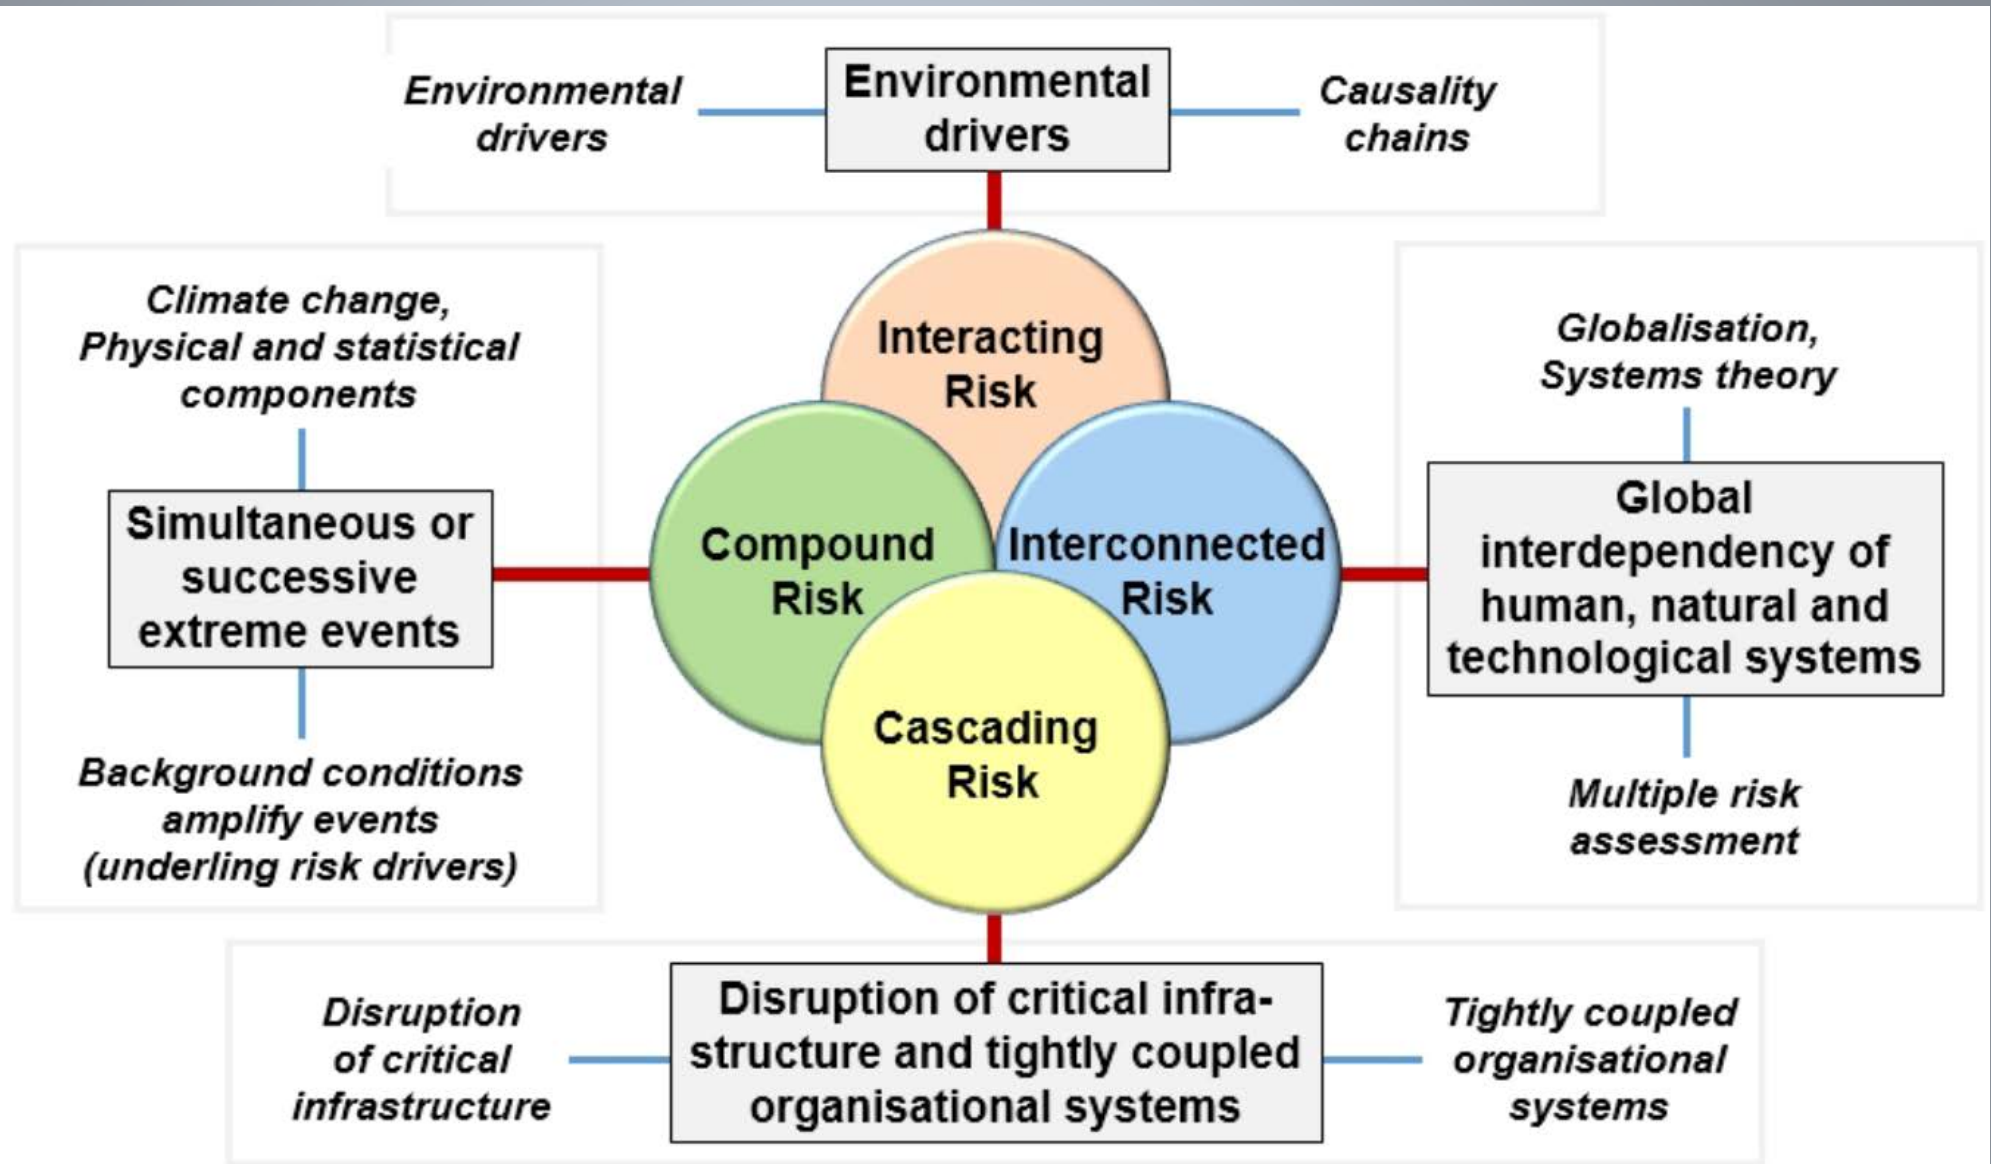 Environmental
drivers
Environmental
drivers
Causality
chains
Interacting
Risk
Climate change,
Physical and statistical
components
Simultaneous or
successive
extreme events
Background conditions
amplify events
(underling risk drivers)
Compound
Risk
Interconnected
Risk
Globalisation,
Systems theory
Global
interdependency of
human, natural and
technological systems
Multiple risk
assessment
Cascading
Risk
Disruption
of critical
infrastructure
Disruption of critical infra-
structure and tightly coupled
organisational systems
Tightly coupled
organisational
systems